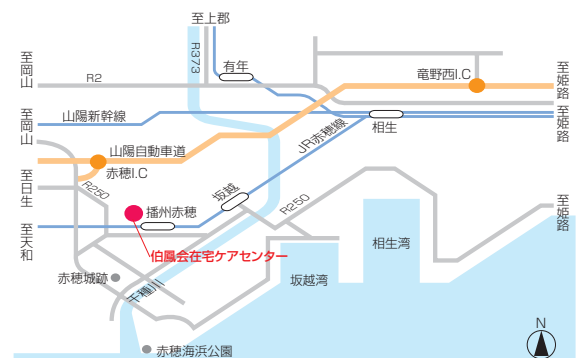 至上郡
R373
有年
竜野西I.C
至岡山
R2
至姫路
山陽新幹線
相生
至岡山
JR赤穂線
至姫路
山陽自動車道
赤穂I.C
至日生
R250
坂越
R250
播州赤穂
至姫路
至天和
伯鳳会在宅ケアセンター
相生湾
赤穂城跡
千種川
坂越湾
赤穂海浜公園
N